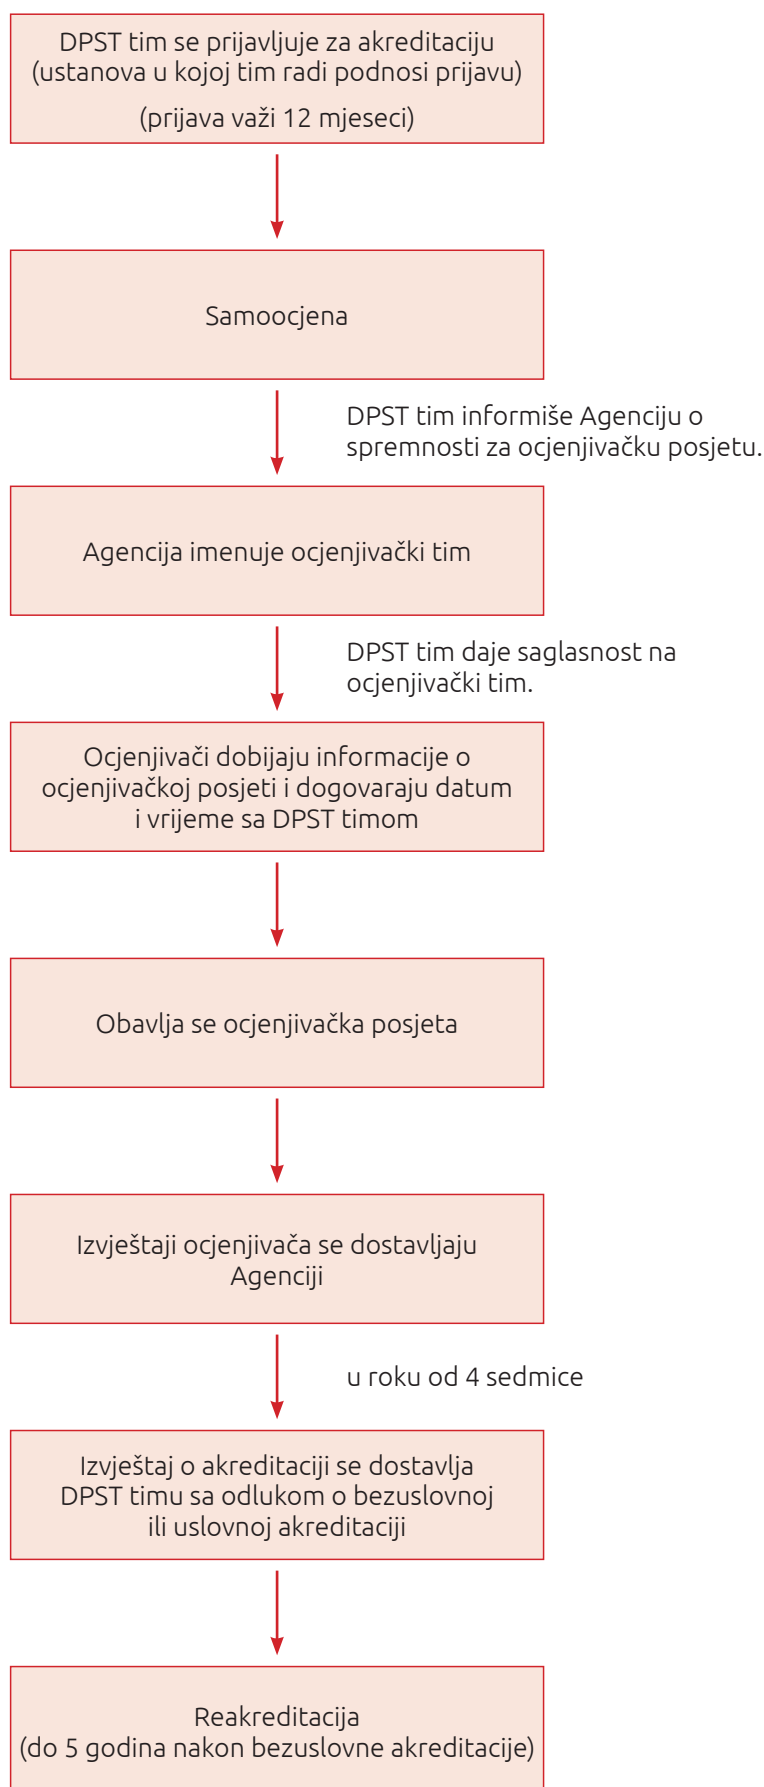 DPST tim se prijavljuje za akreditaciju
(ustanova u kojoj tim radi podnosi prijavu)
(prijava važi 12 mjeseci)
Samoocjena
DPST tim informiše Agenciju o
spremnosti za ocjenjivačku posjetu.
Agencija imenuje ocjenjivački tim
DPST tim daje saglasnost na
ocjenjivački tim.
Ocjenjivači dobijaju informacije o
ocjenjivačkoj posjeti i dogovaraju datum
i vrijeme sa DPST timom
Obavlja se ocjenjivačka posjeta
Izvještaji ocjenjivača se dostavljaju
Agenciji
u roku od 4 sedmice
Izvještaj o akreditaciji se dostavlja
DPST timu sa odlukom o bezuslovnoj
ili uslovnoj akreditaciji
Reakreditacija
(do 5 godina nakon bezuslovne akreditacije)